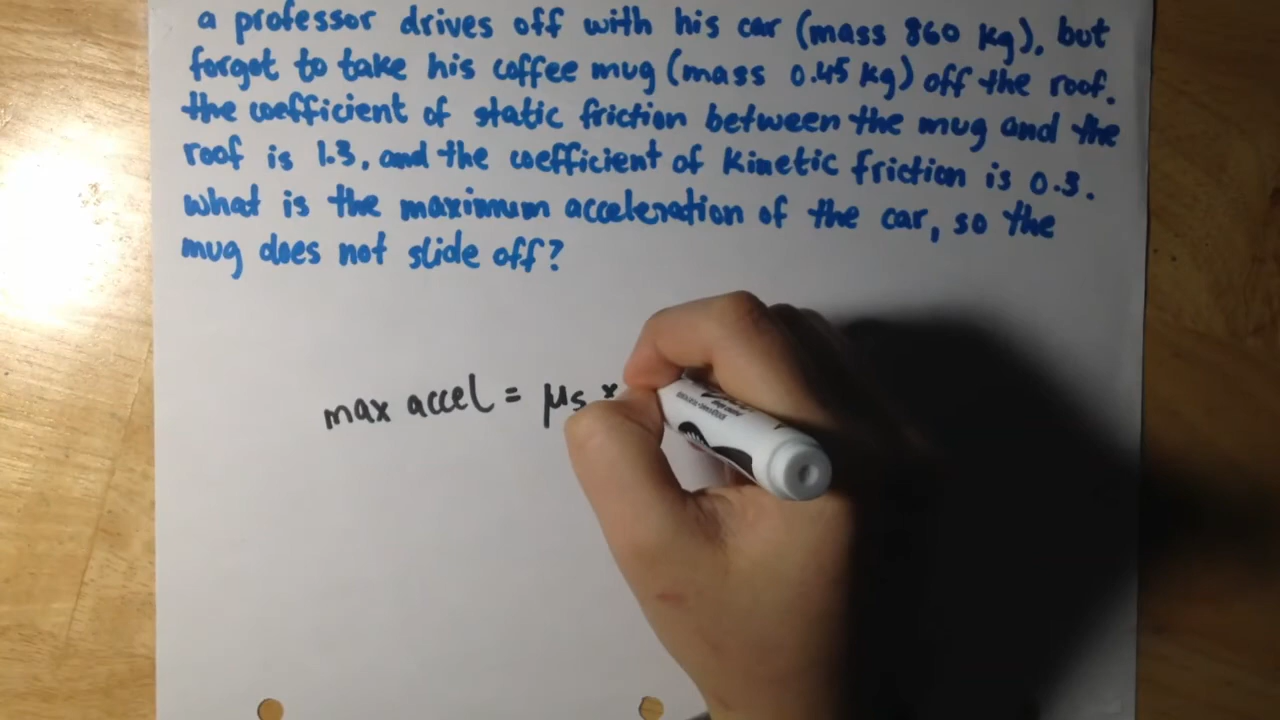 a professor drives off with his car (mass 860 kg), but
forgot to take his coffee mug (mass 0.45 kg) off the roof.
the coefficient of static friction between the mug and the
roof is 1.3, and the coefficient of kinetic friction is 0.3.
what is the maximum acceleration of the car, so the
mug does not slide off?
max accel = μs *